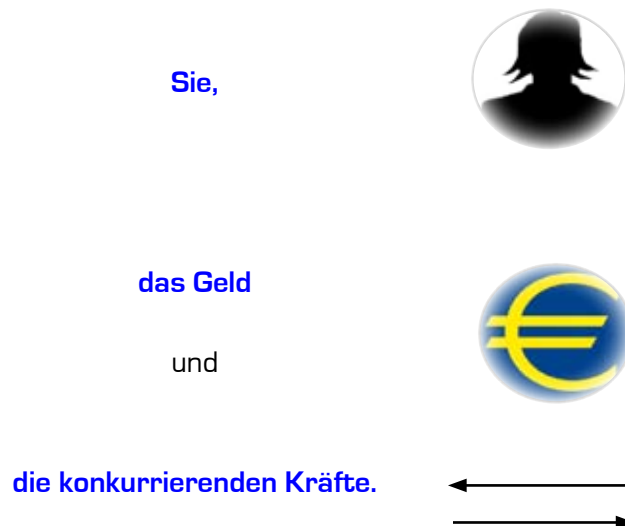 Sie,
das Geld
und
die konkurrierenden Kräfte.